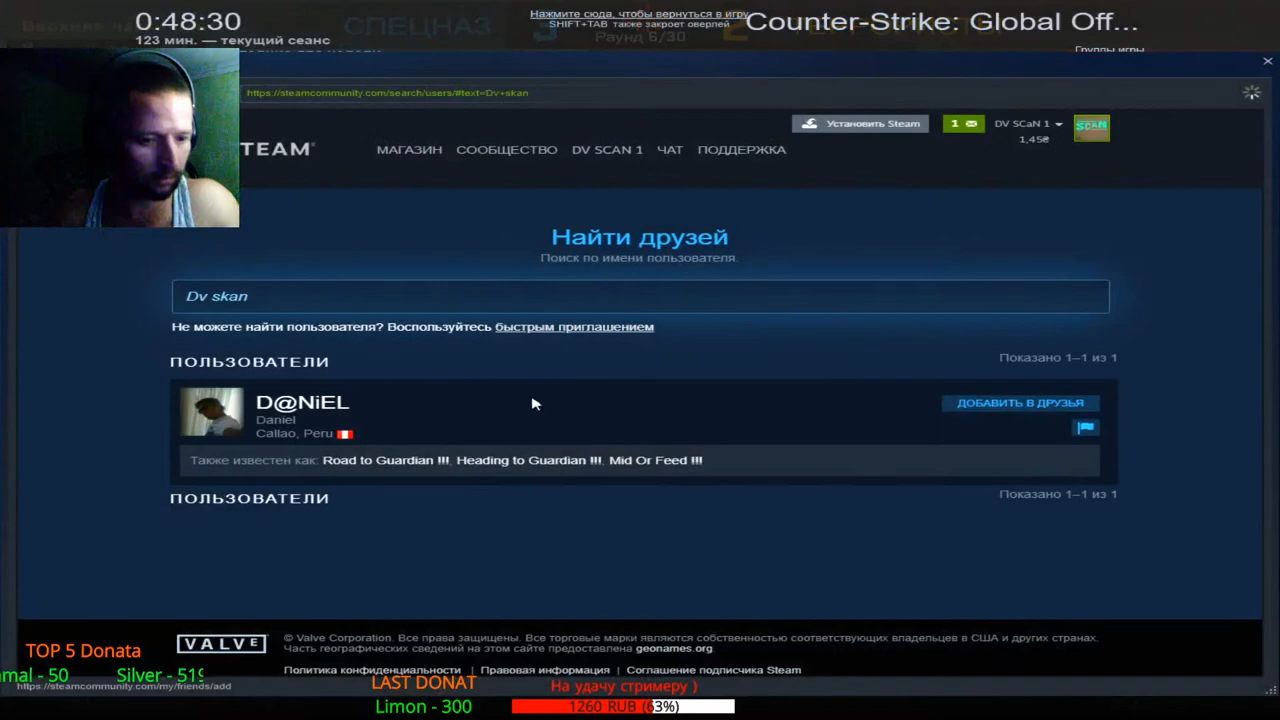 0:48:30
123 мин. — текущий сеанс
СПЕЦНАЗ
Нажмите сюда, чтобы вернуться в игру
SHIFT+TAB также закроет оверлей
Раунд 6/30
Counter-Strike: Global Off...
Группы игры
https://steamcommunity.com/search/users/#text=Dv+skan
TEAM
Установить Steam
1
DV SCaN 1
1,45₴
SCAN
МАГАЗИН СООБЩЕСТВО DV SCAN 1 ЧАТ ПОДДЕРЖКА
Найти друзей
Поиск по имени пользователя.
Dv skan
Не можете найти пользователя? Воспользуйтесь быстрым приглашением
ПОЛЬЗОВАТЕЛИ
Показано 1–1 из 1
D@NiEL
Daniel
Callao, Peru
ДОБАВИТЬ В ДРУЗЬЯ
Также известен как: Road to Guardian !!!, Heading to Guardian !!!, Mid Or Feed !!!
ПОЛЬЗОВАТЕЛИ
Показано 1–1 из 1
VALVE
© Valve Corporation. Все права защищены. Все торговые марки являются собственностью соответствующих владельцев в США и других странах.
Часть географических сведений на этом сайте предоставлена geonames.org.
Политика конфиденциальности | Правовая информация | Соглашение подписчика Steam
https://steamcommunity.com/my/friends/add
TOP 5 Donata
mal - 50 Silver - 519
LAST DONAT
Limon - 300
На удачу стримеру )
1260 RUB (63%)